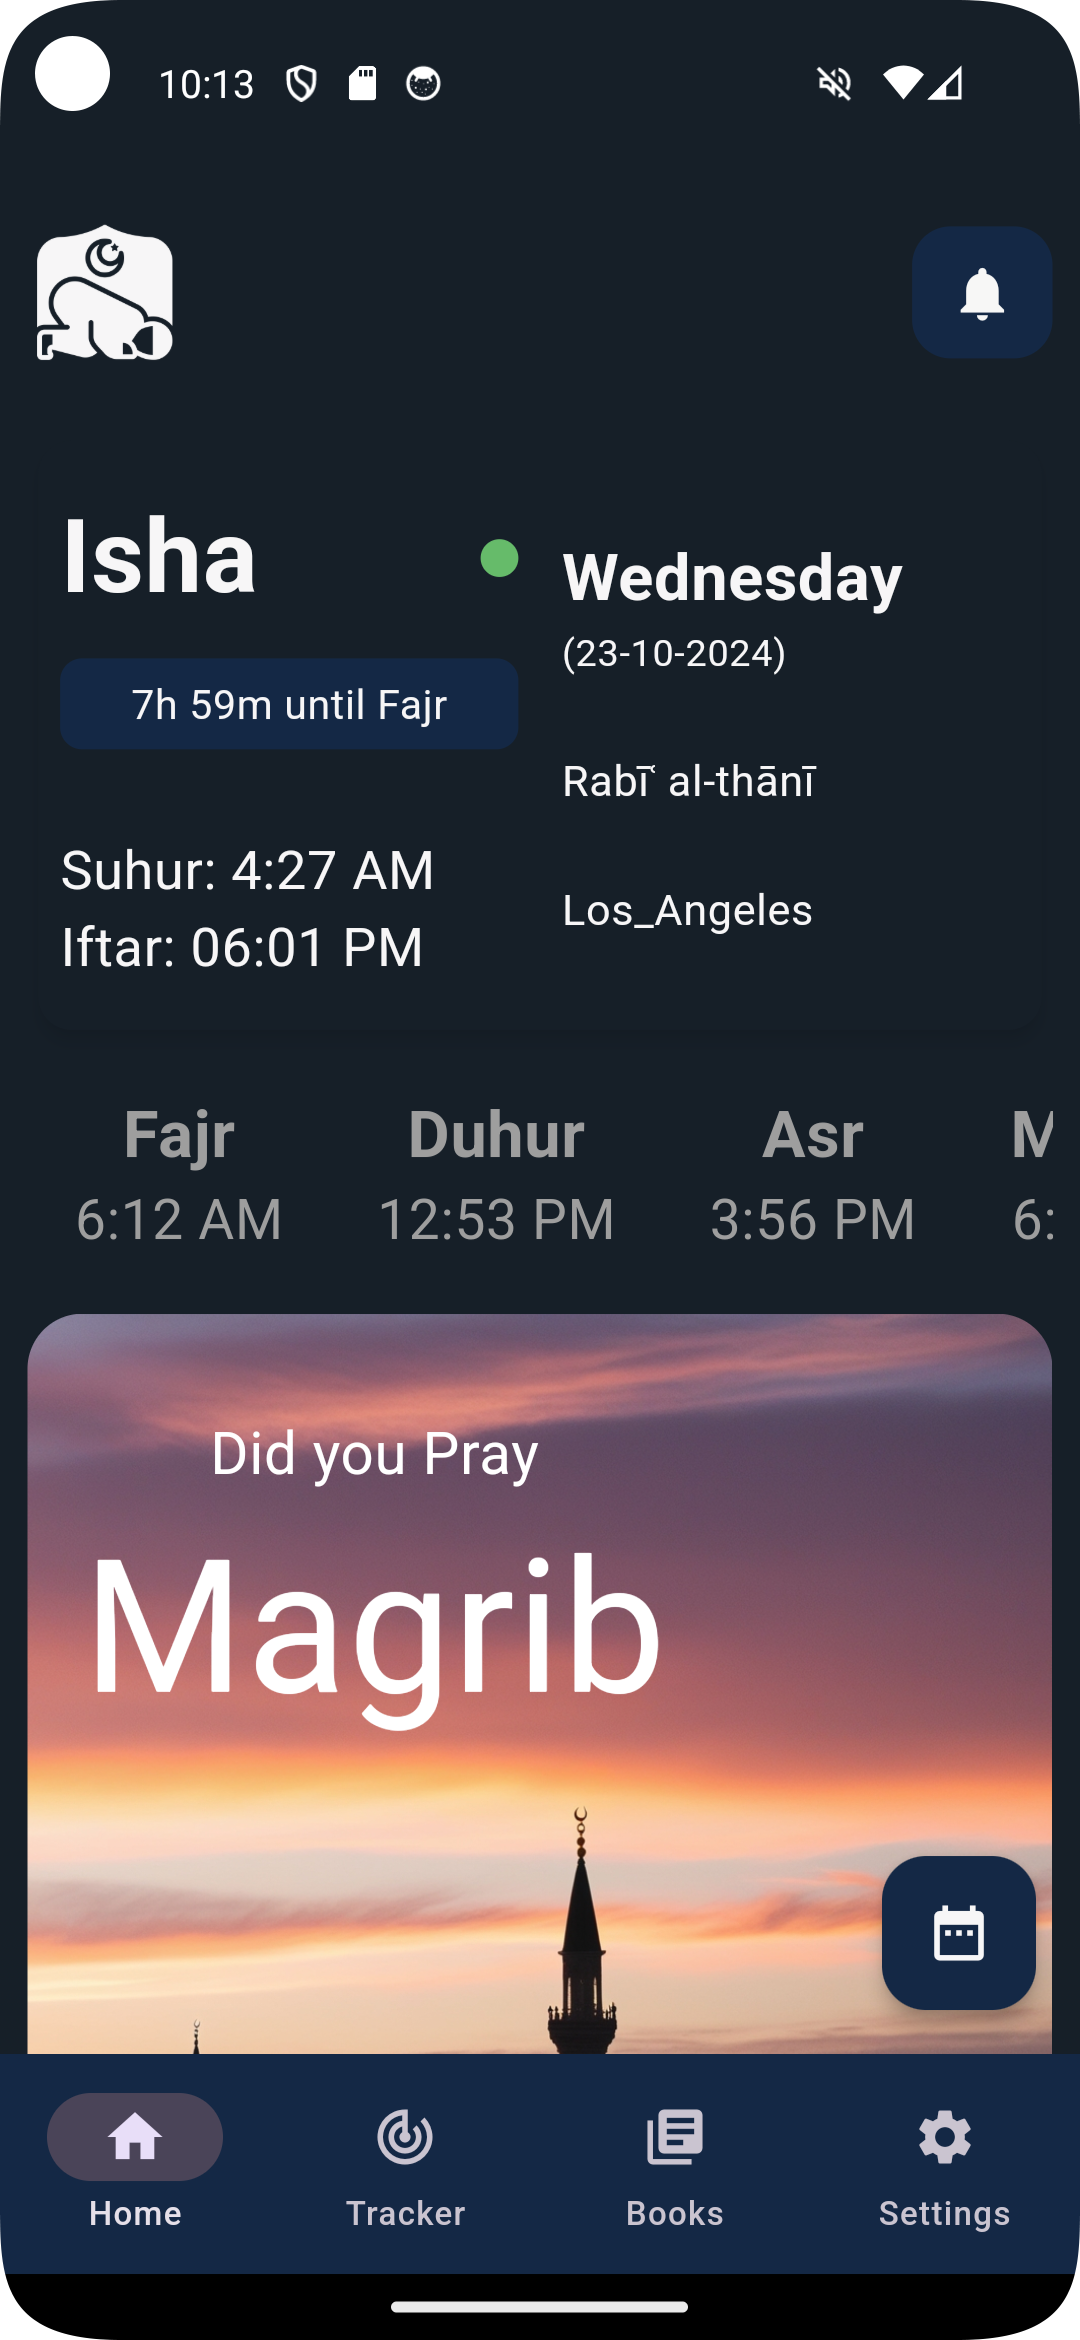 10:13
Isha
7h 59m until Fajr
Suhur: 4:27 AM
Iftar: 06:01 PM
Wednesday
(23-10-2024)
Rabīʿ al-thānī
Los_Angeles
Fajr
6:12 AM
Duhur
12:53 PM
Asr
3:56 PM
M
6:
Did you Pray
Magrib
Home
Tracker
Books
Settings